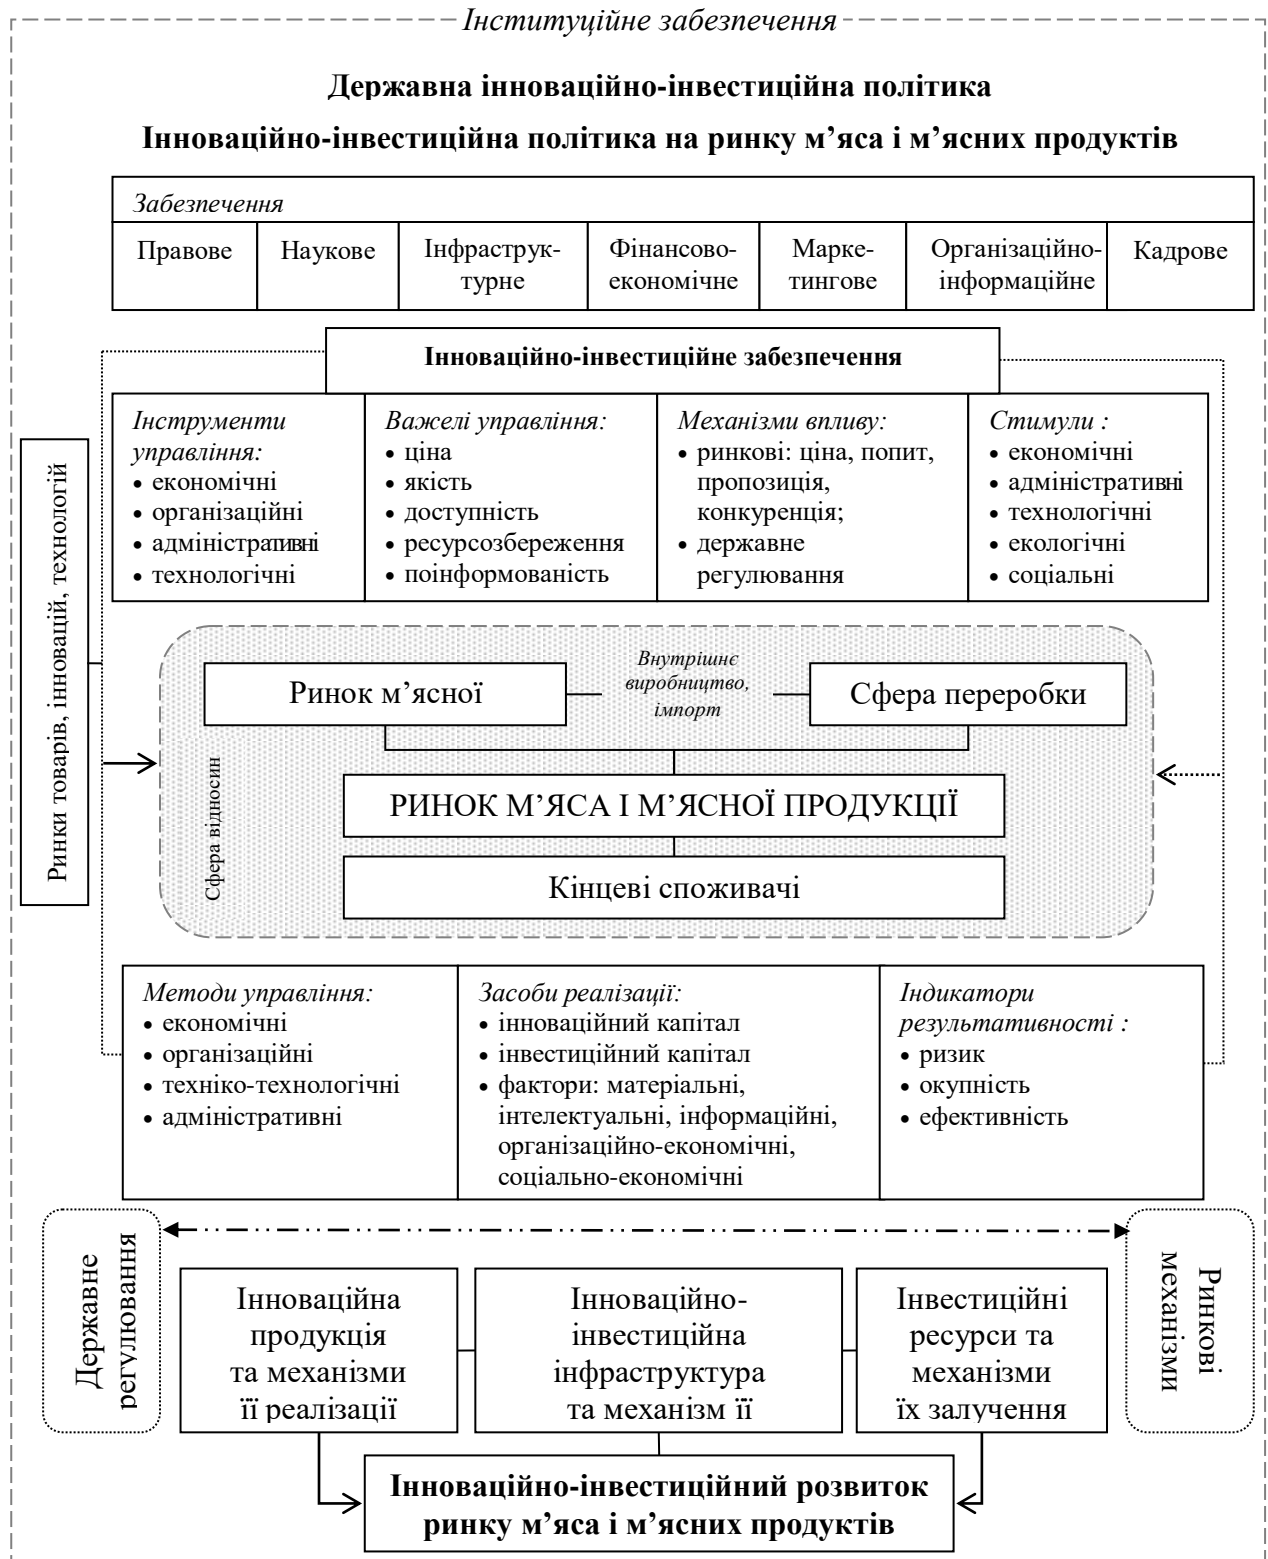 Інституційне забезпечення
Державна інноваційно-інвестиційна політика
Інноваційно-інвестиційна політика на ринку м’яса і м’ясних продуктів
Забезпечення
Правове
Наукове
Інфраструк-
турне
Фінансово-
економічне
Марке-
тингове
Організаційно-
інформаційне
Кадрове
Інноваційно-інвестиційне забезпечення
Ринки товарів, інновацій, технологій
Інструменти
управління:
• економічні
• організаційні
• адміністративні
• технологічні
Важелі управління:
• ціна
• якість
• доступність
• ресурсозбереження
• поінформованість
Механізми впливу:
• ринкові: ціна, попит,
пропозиція,
конкуренція;
• державне
регулювання
Стимули :
• економічні
• адміністративні
• технологічні
• екологічні
• соціальні
Ринок м’ясної
Внутрішнє
виробництво,
імпорт
Сфера переробки
Сфера відносин
РИНОК М’ЯСА І М’ЯСНОЇ ПРОДУКЦІЇ
Кінцеві споживачі
Методи управління:
• економічні
• організаційні
• техніко-технологічні
• адміністративні
Засоби реалізації:
• інноваційний капітал
• інвестиційний капітал
• фактори: матеріальні,
інтелектуальні, інформаційні,
організаційно-економічні,
соціально-економічні
Індикатори
результативності :
• ризик
• окупність
• ефективність
Державне
регулювання
Інноваційна
продукція
та механізми
її реалізації
Інноваційно-
інвестиційна
інфраструктура
та механізм її
Інвестиційні
ресурси та
механізми
їх залучення
Ринкові
механізми
Інноваційно-інвестиційний розвиток
ринку м’яса і м’ясних продуктів